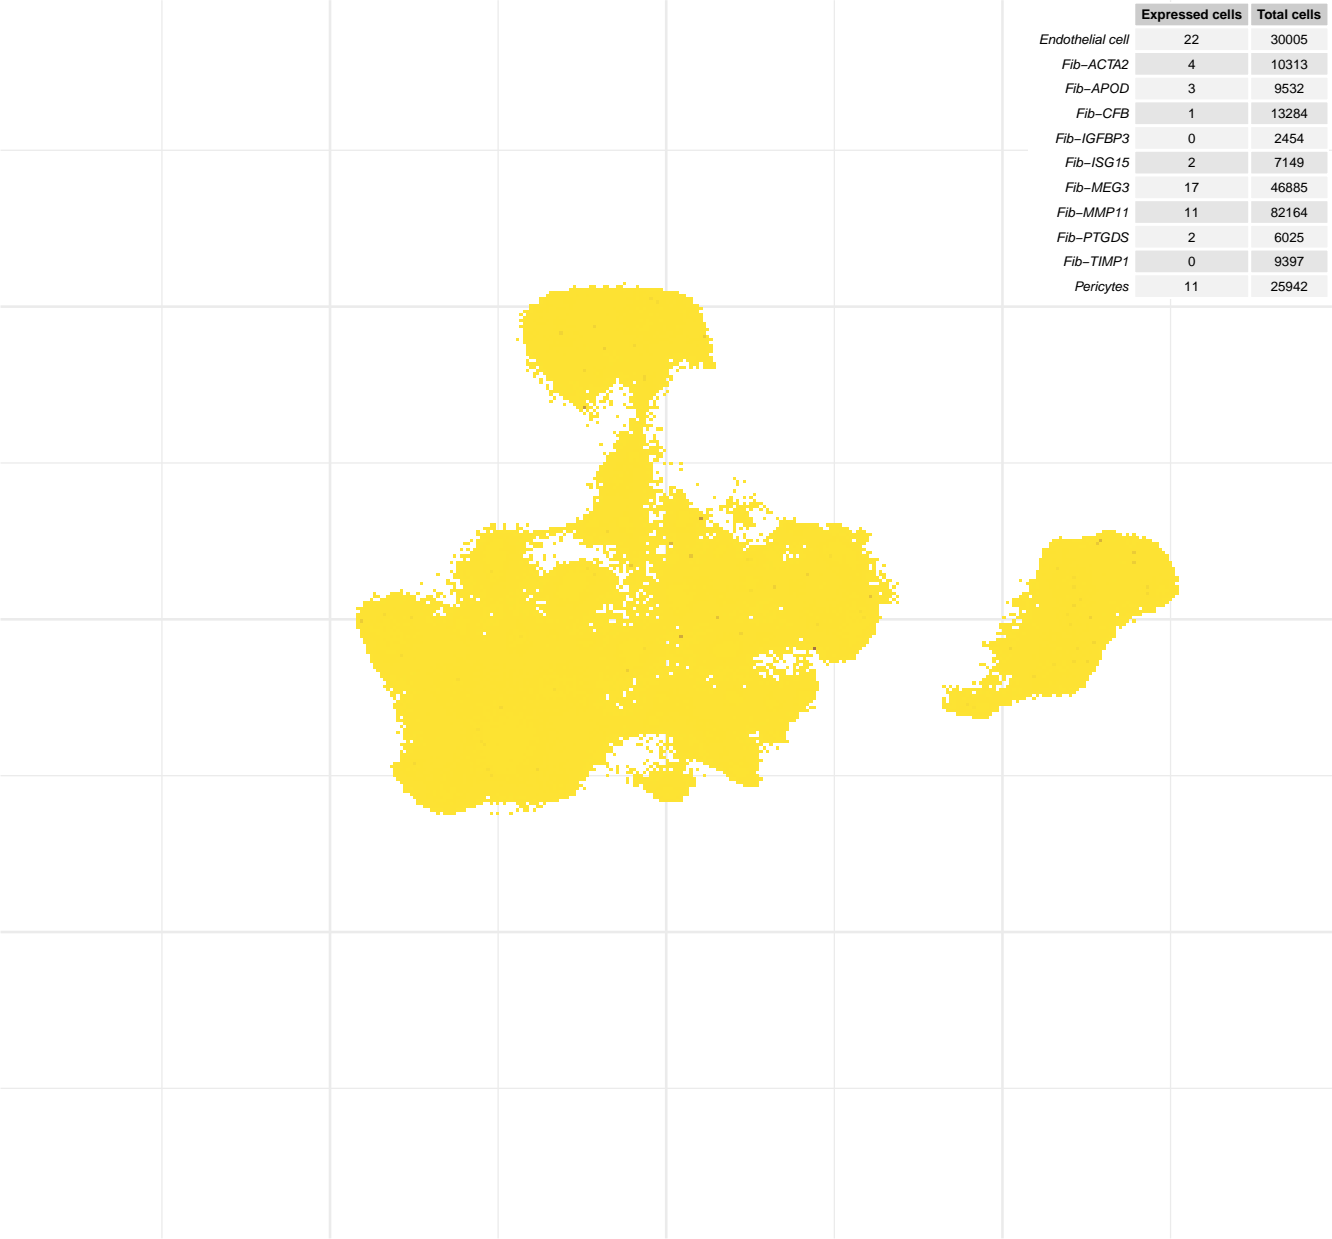 Expressed cells Total cells
Endothelial cell 22 30005
Fib−ACTA2 4 10313
Fib−APOD 3 9532
Fib−CFB 1 13284
Fib−IGFBP3 0 2454
Fib−ISG15 2 7149
Fib−MEG3 17 46885
Fib−MMP11 11 82164
Fib−PTGDS 2 6025
Fib−TIMP1 0 9397
Pericytes 11 25942